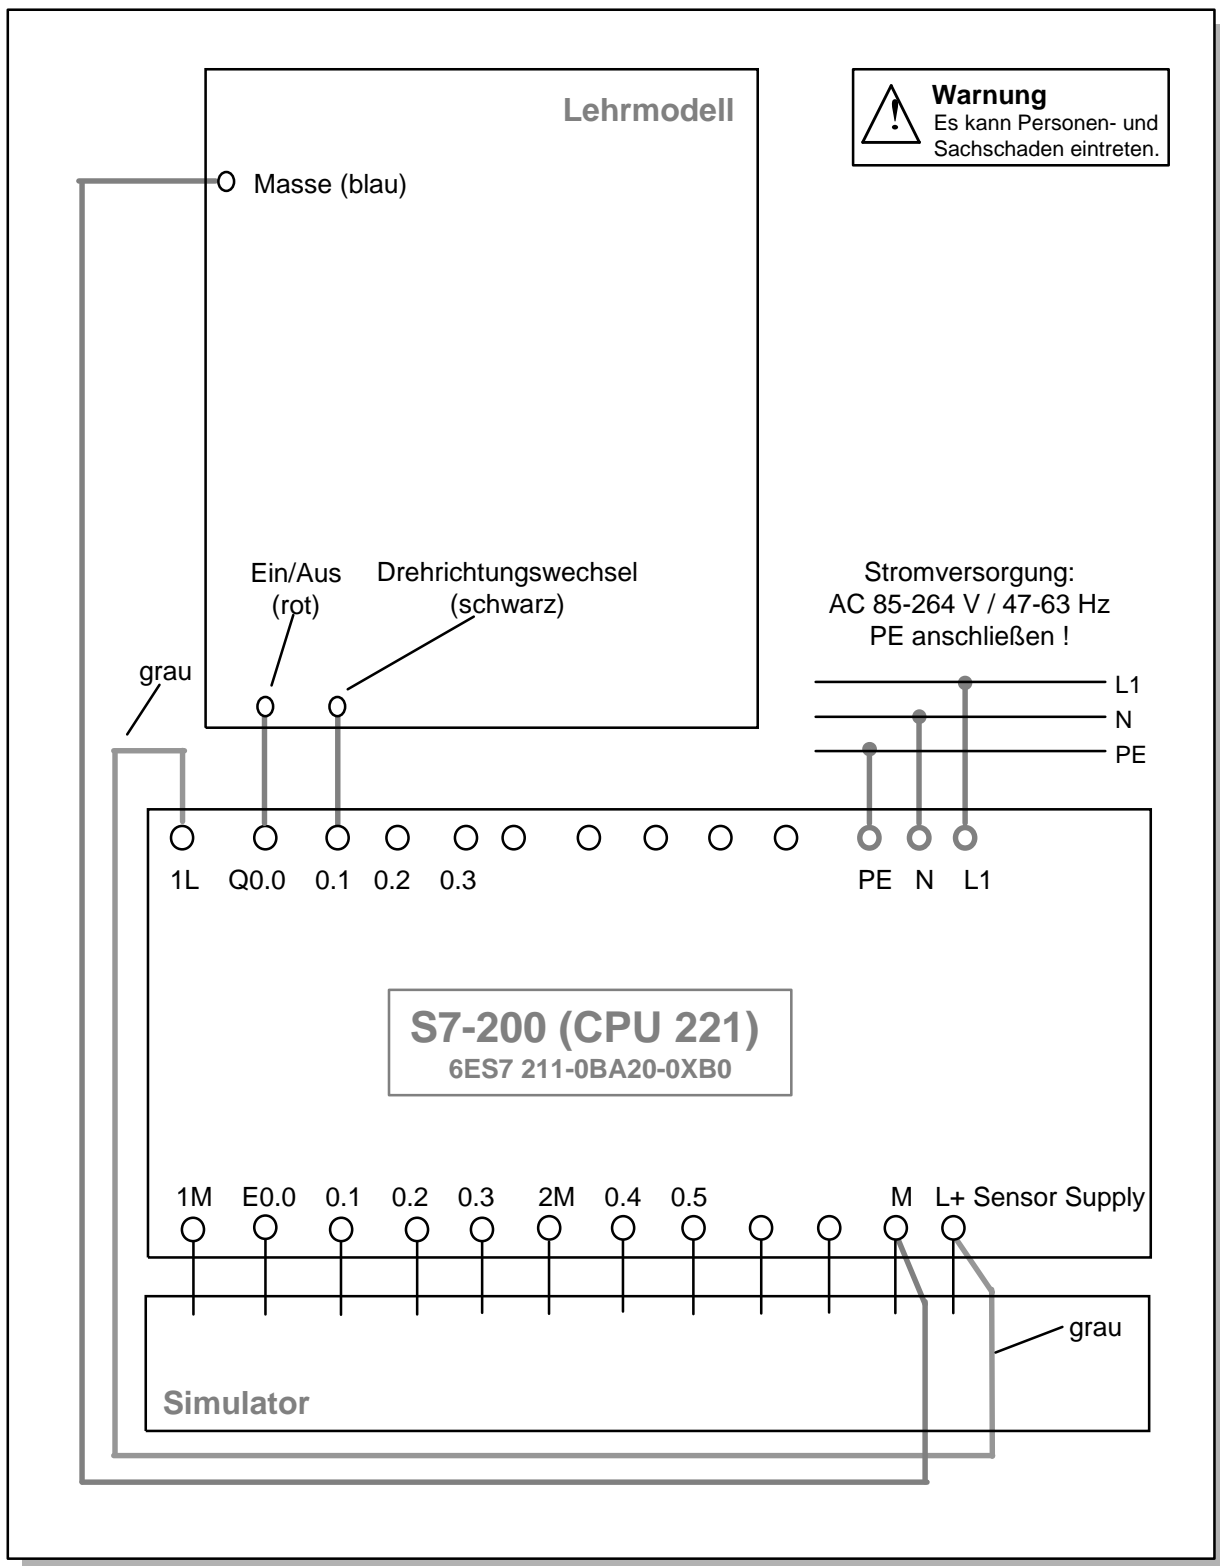 Lehrmodell
Warnung
Es kann Personen- und
Sachschaden eintreten.
Masse (blau)
Ein/Aus
(rot)
Drehrichtungswechsel
(schwarz)
Stromversorgung:
AC 85-264 V / 47-63 Hz
PE anschließen !
grau
L1
N
PE
1L Q0.0 0.1 0.2 0.3 PE N L1
S7-200 (CPU 221)
6ES7 211-0BA20-0XB0
1M E0.0 0.1 0.2 0.3 2M 0.4 0.5 M L+ Sensor Supply
grau
Simulator